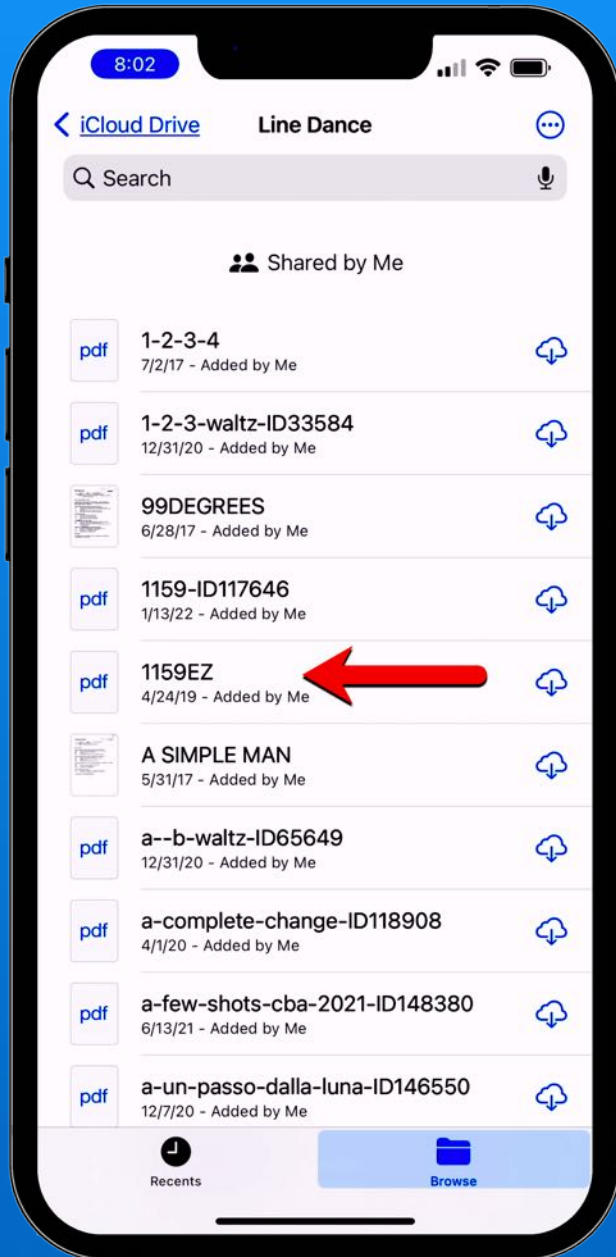 8:02
iCloud Drive
Line Dance
Search
Shared by Me
pdf
1-2-3-4
7/2/17 - Added by Me
pdf
1-2-3-waltz-ID33584
12/31/20 - Added by Me
99DEGREES
6/28/17 - Added by Me
pdf
1159-ID117646
1/13/22 - Added by Me
pdf
1159EZ
4/24/19 - Added by Me
A SIMPLE MAN
5/31/17 - Added by Me
pdf
a--b-waltz-ID65649
12/31/20 - Added by Me
pdf
a-complete-change-ID118908
4/1/20 - Added by Me
pdf
a-few-shots-cba-2021-ID148380
6/13/21 - Added by Me
pdf
a-un-passo-dalla-luna-ID146550
12/7/20 - Added by Me
Recents
Browse